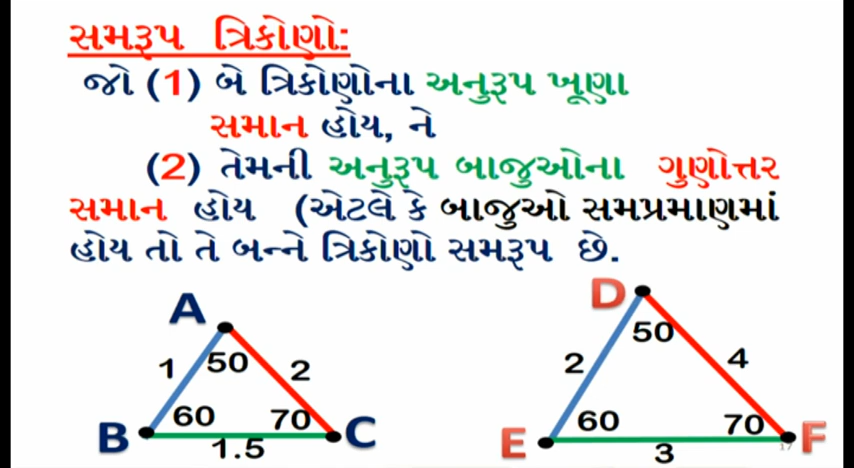 સમરૂપ ત્રિકોણો:
જો (1) બે ત્રિકોણોના અનુરૂપ ખૂણા
સમાન હોય, ને
(2) તેમની અનુરૂપ બાજુઓના ગુણોત્તર
સમાન હોય (એટલે કે બાજુઓ સમપ્રમાણમાં
હોય તો તે બન્ને ત્રિકોણો સમરૂપ છે.
A
1 50 2
60 70
B 1.5 C
D
50
2 4
60 70
E 3 F
17